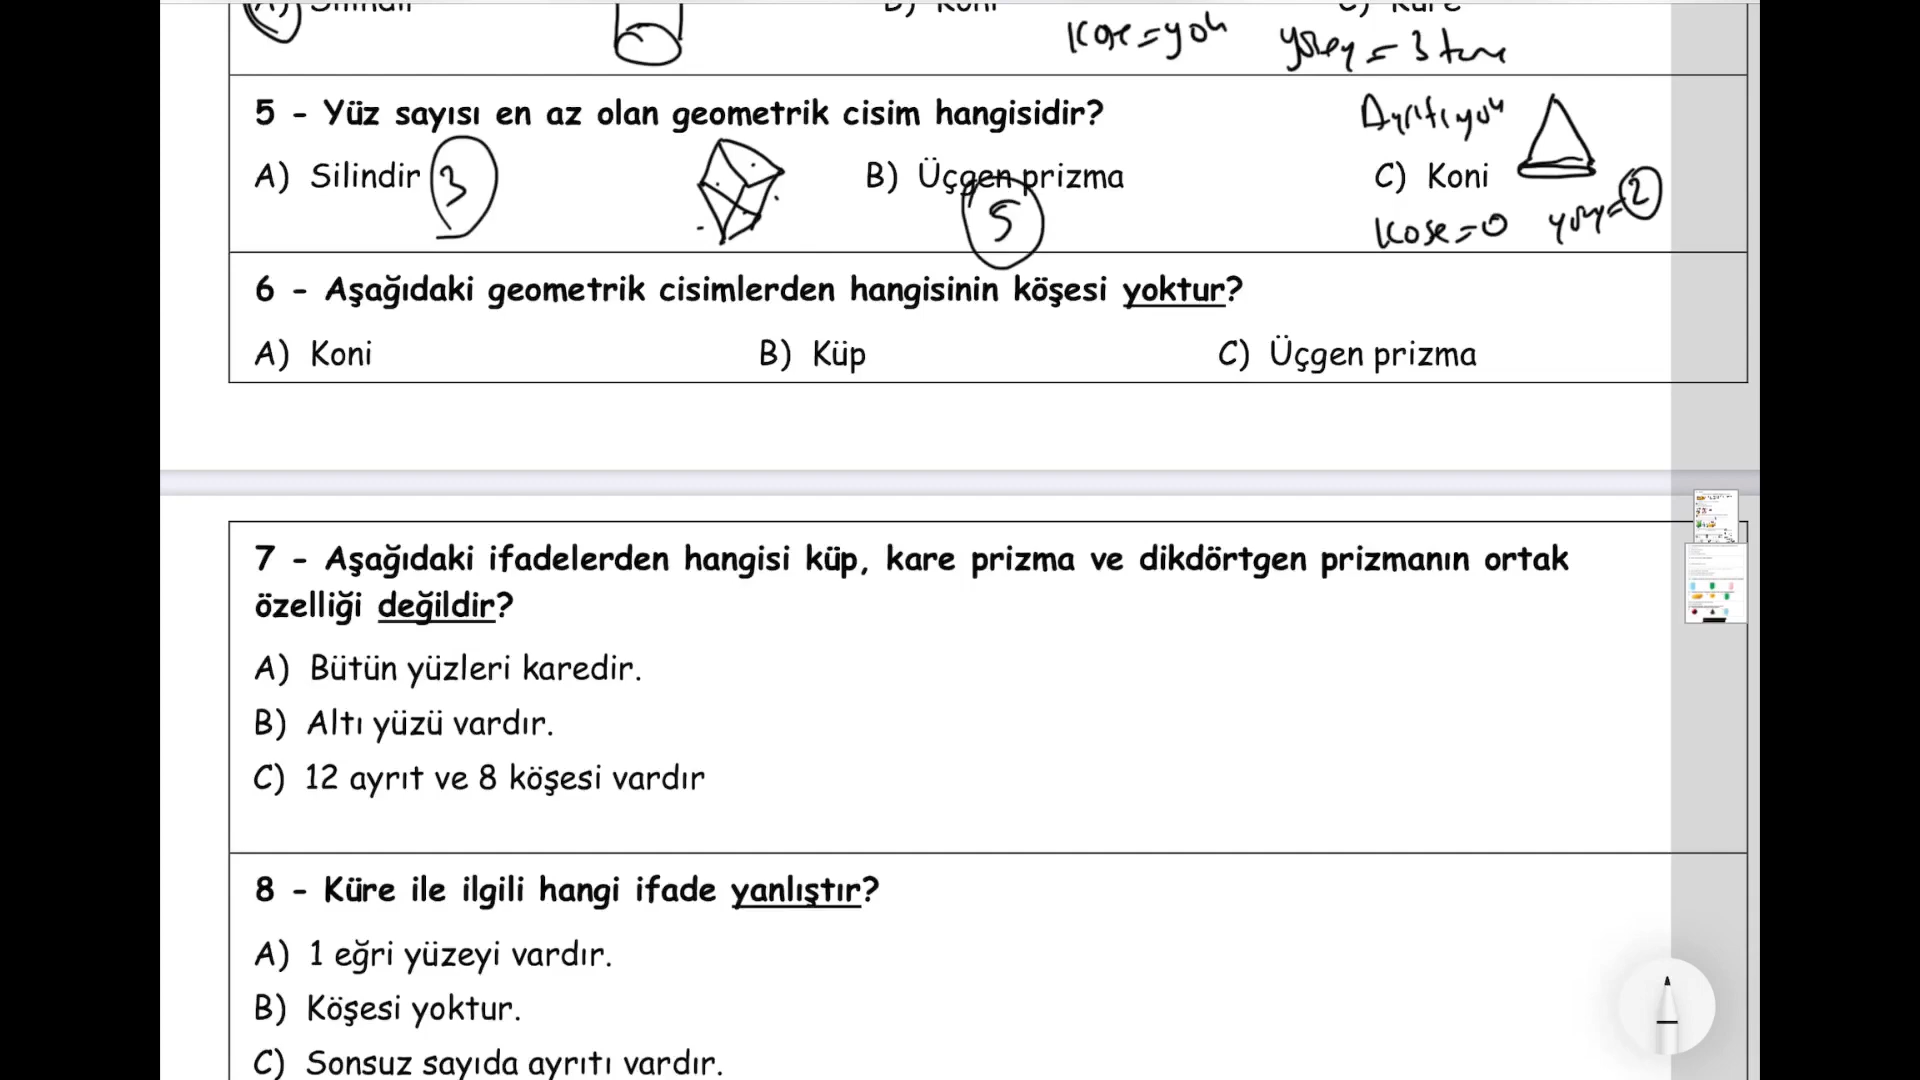 Köşe = yok
yüzey = 3 tane
5 - Yüz sayısı en az olan geometrik cisim hangisidir?
Ayrıtı yok
A) Silindir 3 B) Üçgen prizma C) Koni
5 Kose = 0 yüzey = 2
6 - Aşağıdaki geometrik cisimlerden hangisinin köşesi yoktur?
A) Koni B) Küp C) Üçgen prizma
7 - Aşağıdaki ifadelerden hangisi küp, kare prizma ve dikdörtgen prizmanın ortak
özelliği değildir?
A) Bütün yüzleri karedir.
B) Altı yüzü vardır.
C) 12 ayrıt ve 8 köşesi vardır
8 - Küre ile ilgili hangi ifade yanlıştır?
A) 1 eğri yüzeyi vardır.
B) Köşesi yoktur.
C) Sonsuz sayıda ayrıtı vardır.